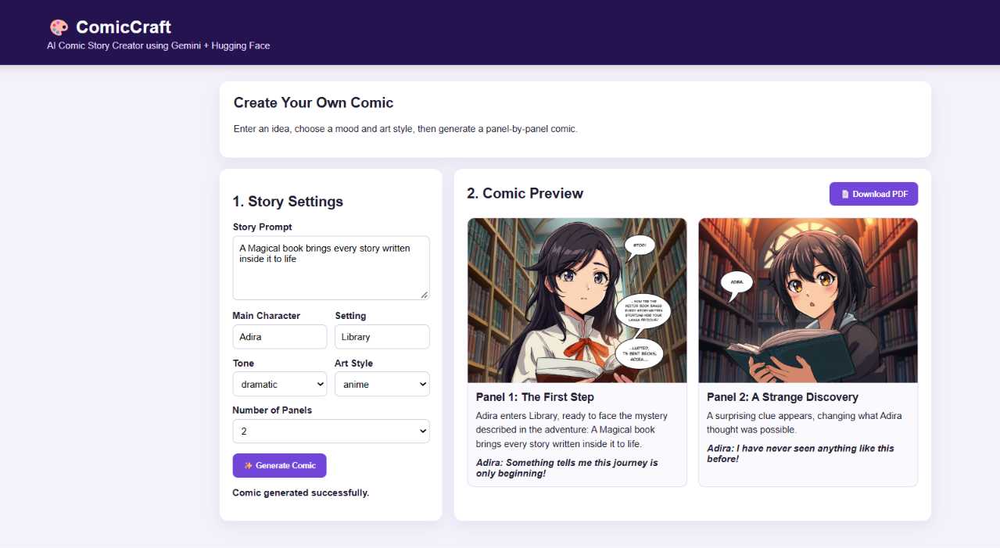 🎨 ComicCraft
AI Comic Story Creator using Gemini + Hugging Face
Create Your Own Comic
Enter an idea, choose a mood and art style, then generate a panel-by-panel comic.
1. Story Settings
Story Prompt
A Magical book brings every story written
inside it to life
Main Character
Setting
Adira
Library
Tone
Art Style
dramatic
anime
Number of Panels
2
✨ Generate Comic
Comic generated successfully.
2. Comic Preview
📄 Download PDF
ADIRA.
Panel 1: The First Step
Adira enters Library, ready to face the mystery
described in the adventure: A Magical book
brings every story written inside it to life.
Adira: Something tells me this journey is
only beginning!
Panel 2: A Strange Discovery
A surprising clue appears, changing what Adira
thought was possible.
Adira: I have never seen anything like this
before!